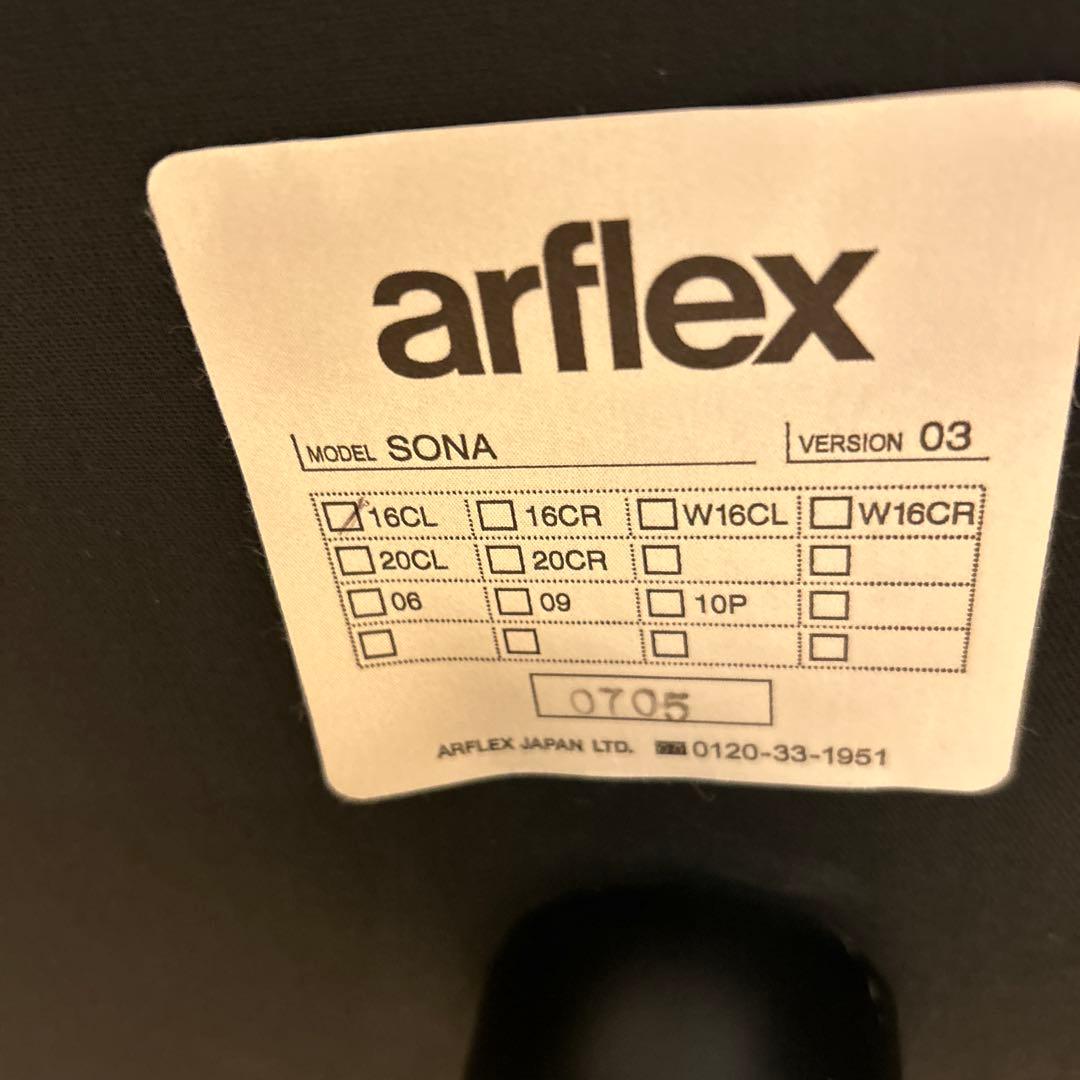 arflex
MODEL SONA VERSION 03
16CL 16CR W16CL W16CR
20CL 20CR
06 09 10P
0705
ARFLEX JAPAN LTD. 0120-33-1951